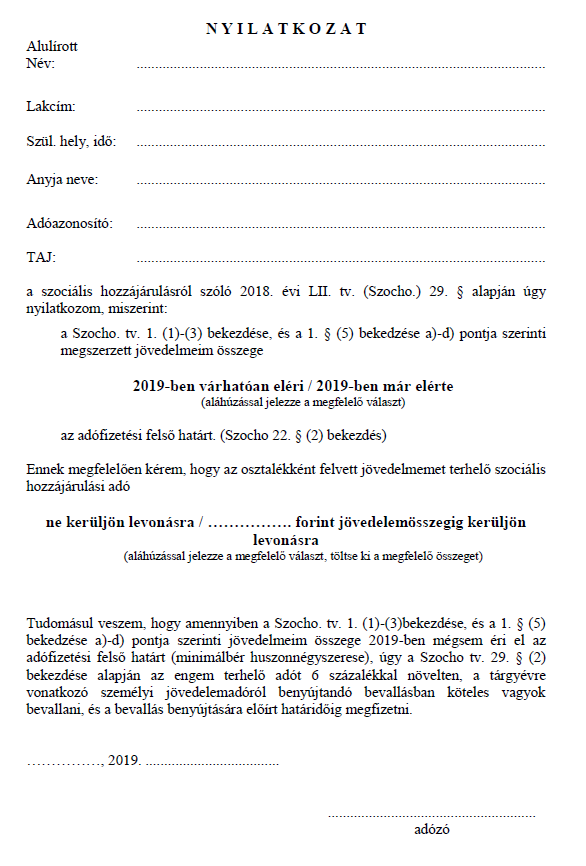 N Y I L A T K O Z A T
Alulírott
Név: ..............................................................................................................
Lakcím: ..............................................................................................................
Szül. hely, idő: ..............................................................................................................
Anyja neve: ..............................................................................................................
Adóazonosító: ..............................................................................................................
TAJ: ..............................................................................................................
a szociális hozzájárulásról szóló 2018. évi LII. tv. (Szocho.) 29. § alapján úgy
nyilatkozom, miszerint:
a Szocho. tv. 1. (1)-(3) bekezdése, és a 1. § (5) bekedzése a)-d) pontja szerinti
megszerzett jövedelmeim összege
2019-ben várhatóan eléri / 2019-ben már elérte
(aláhúzással jelezze a megfelelő választ)
az adófizetési felső határt. (Szocho 22. § (2) bekezdés)
Ennek megfelelően kérem, hogy az osztalékként felvett jövedelmemet terhelő szociális
hozzájárulási adó
ne kerüljön levonásra / ……………. forint jövedelemösszegig kerüljön
levonásra
(aláhúzással jelezze a megfelelő választ, töltse ki a megfelelő összeget)
Tudomásul veszem, hogy amennyiben a Szocho. tv. 1. (1)-(3)bekezdése, és a 1. § (5)
bekedzése a)-d) pontja szerinti jövedelmeim összege 2019-ben mégsem éri el az
adófizetési felső határt (minimálbér huszonnégyszerese), úgy a Szocho tv. 29. § (2)
bekezdése alapján az engem terhelő adót 6 százalékkal növelten, a tárgyévre
vonatkozó személyi jövedelemadóról benyújtandó bevallásban köteles vagyok
bevallani, és a bevallás benyújtására előírt határidőig megfizetni.
……………, 2019. ....................................
........................................................
adózó